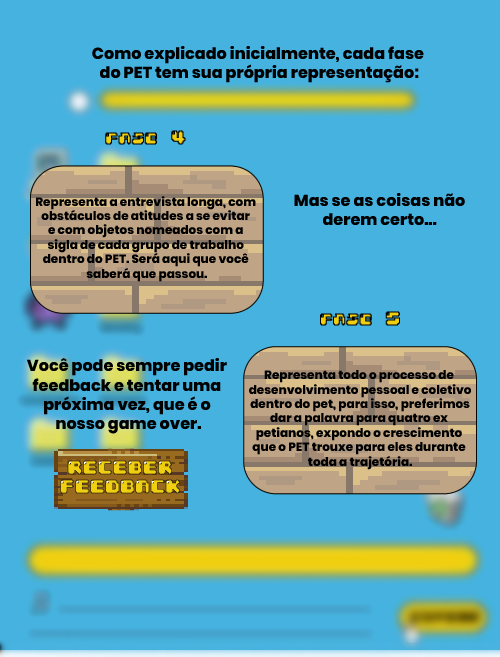 Como explicado inicialmente, cada fase
do PET tem sua própria representação:
FASE 4
Representa a entrevista longa, com
obstáculos de atitudes a se evitar
e com objetos nomeados com a
sigla de cada grupo de trabalho
dentro do PET. Será aqui que você
saberá que passou.
Mas se as coisas não
derem certo...
Você pode sempre pedir
feedback e tentar uma
próxima vez, que é o
nosso game over.
RECEBER
FEEDBACK
FASE 5
Representa todo o processo de
desenvolvimento pessoal e coletivo
dentro do pet, para isso, preferimos
dar a palavra para quatro ex
petianos, expondo o crescimento
que o PET trouxe para eles durante
toda a trajetória.